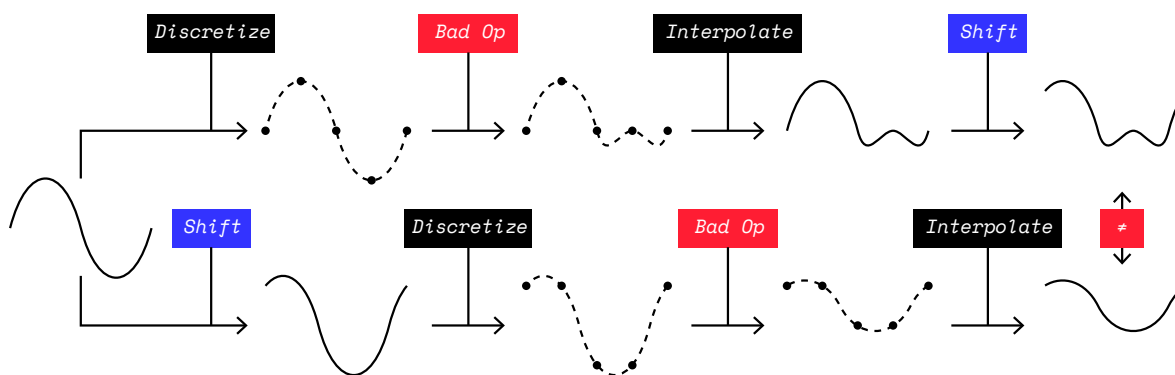 Discretize
Bad Op
Interpolate
Shift
Shift
Discretize
Bad Op
Interpolate
≠